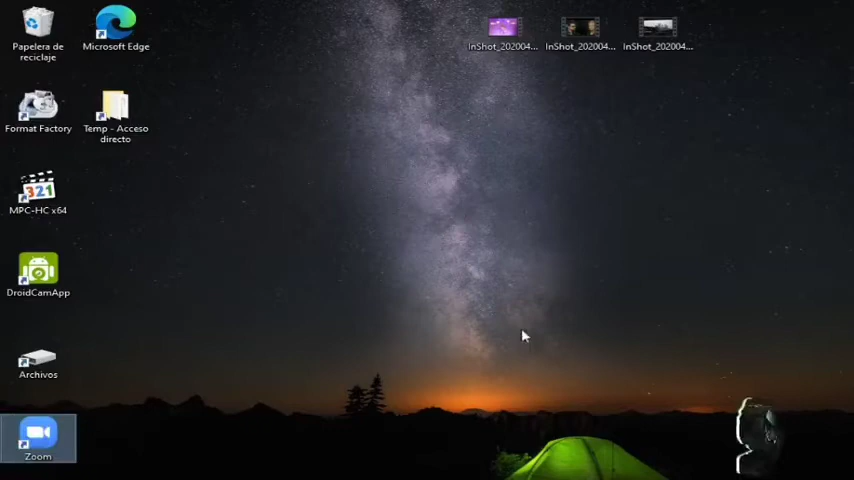 Papelera de
reciclaje
Microsoft Edge
InShot_202004...
InShot_202004...
InShot_202004...
Format Factory
Temp - Acceso
directo
321
MPC-HC x64
DroidCamApp
Archivos
Zoom